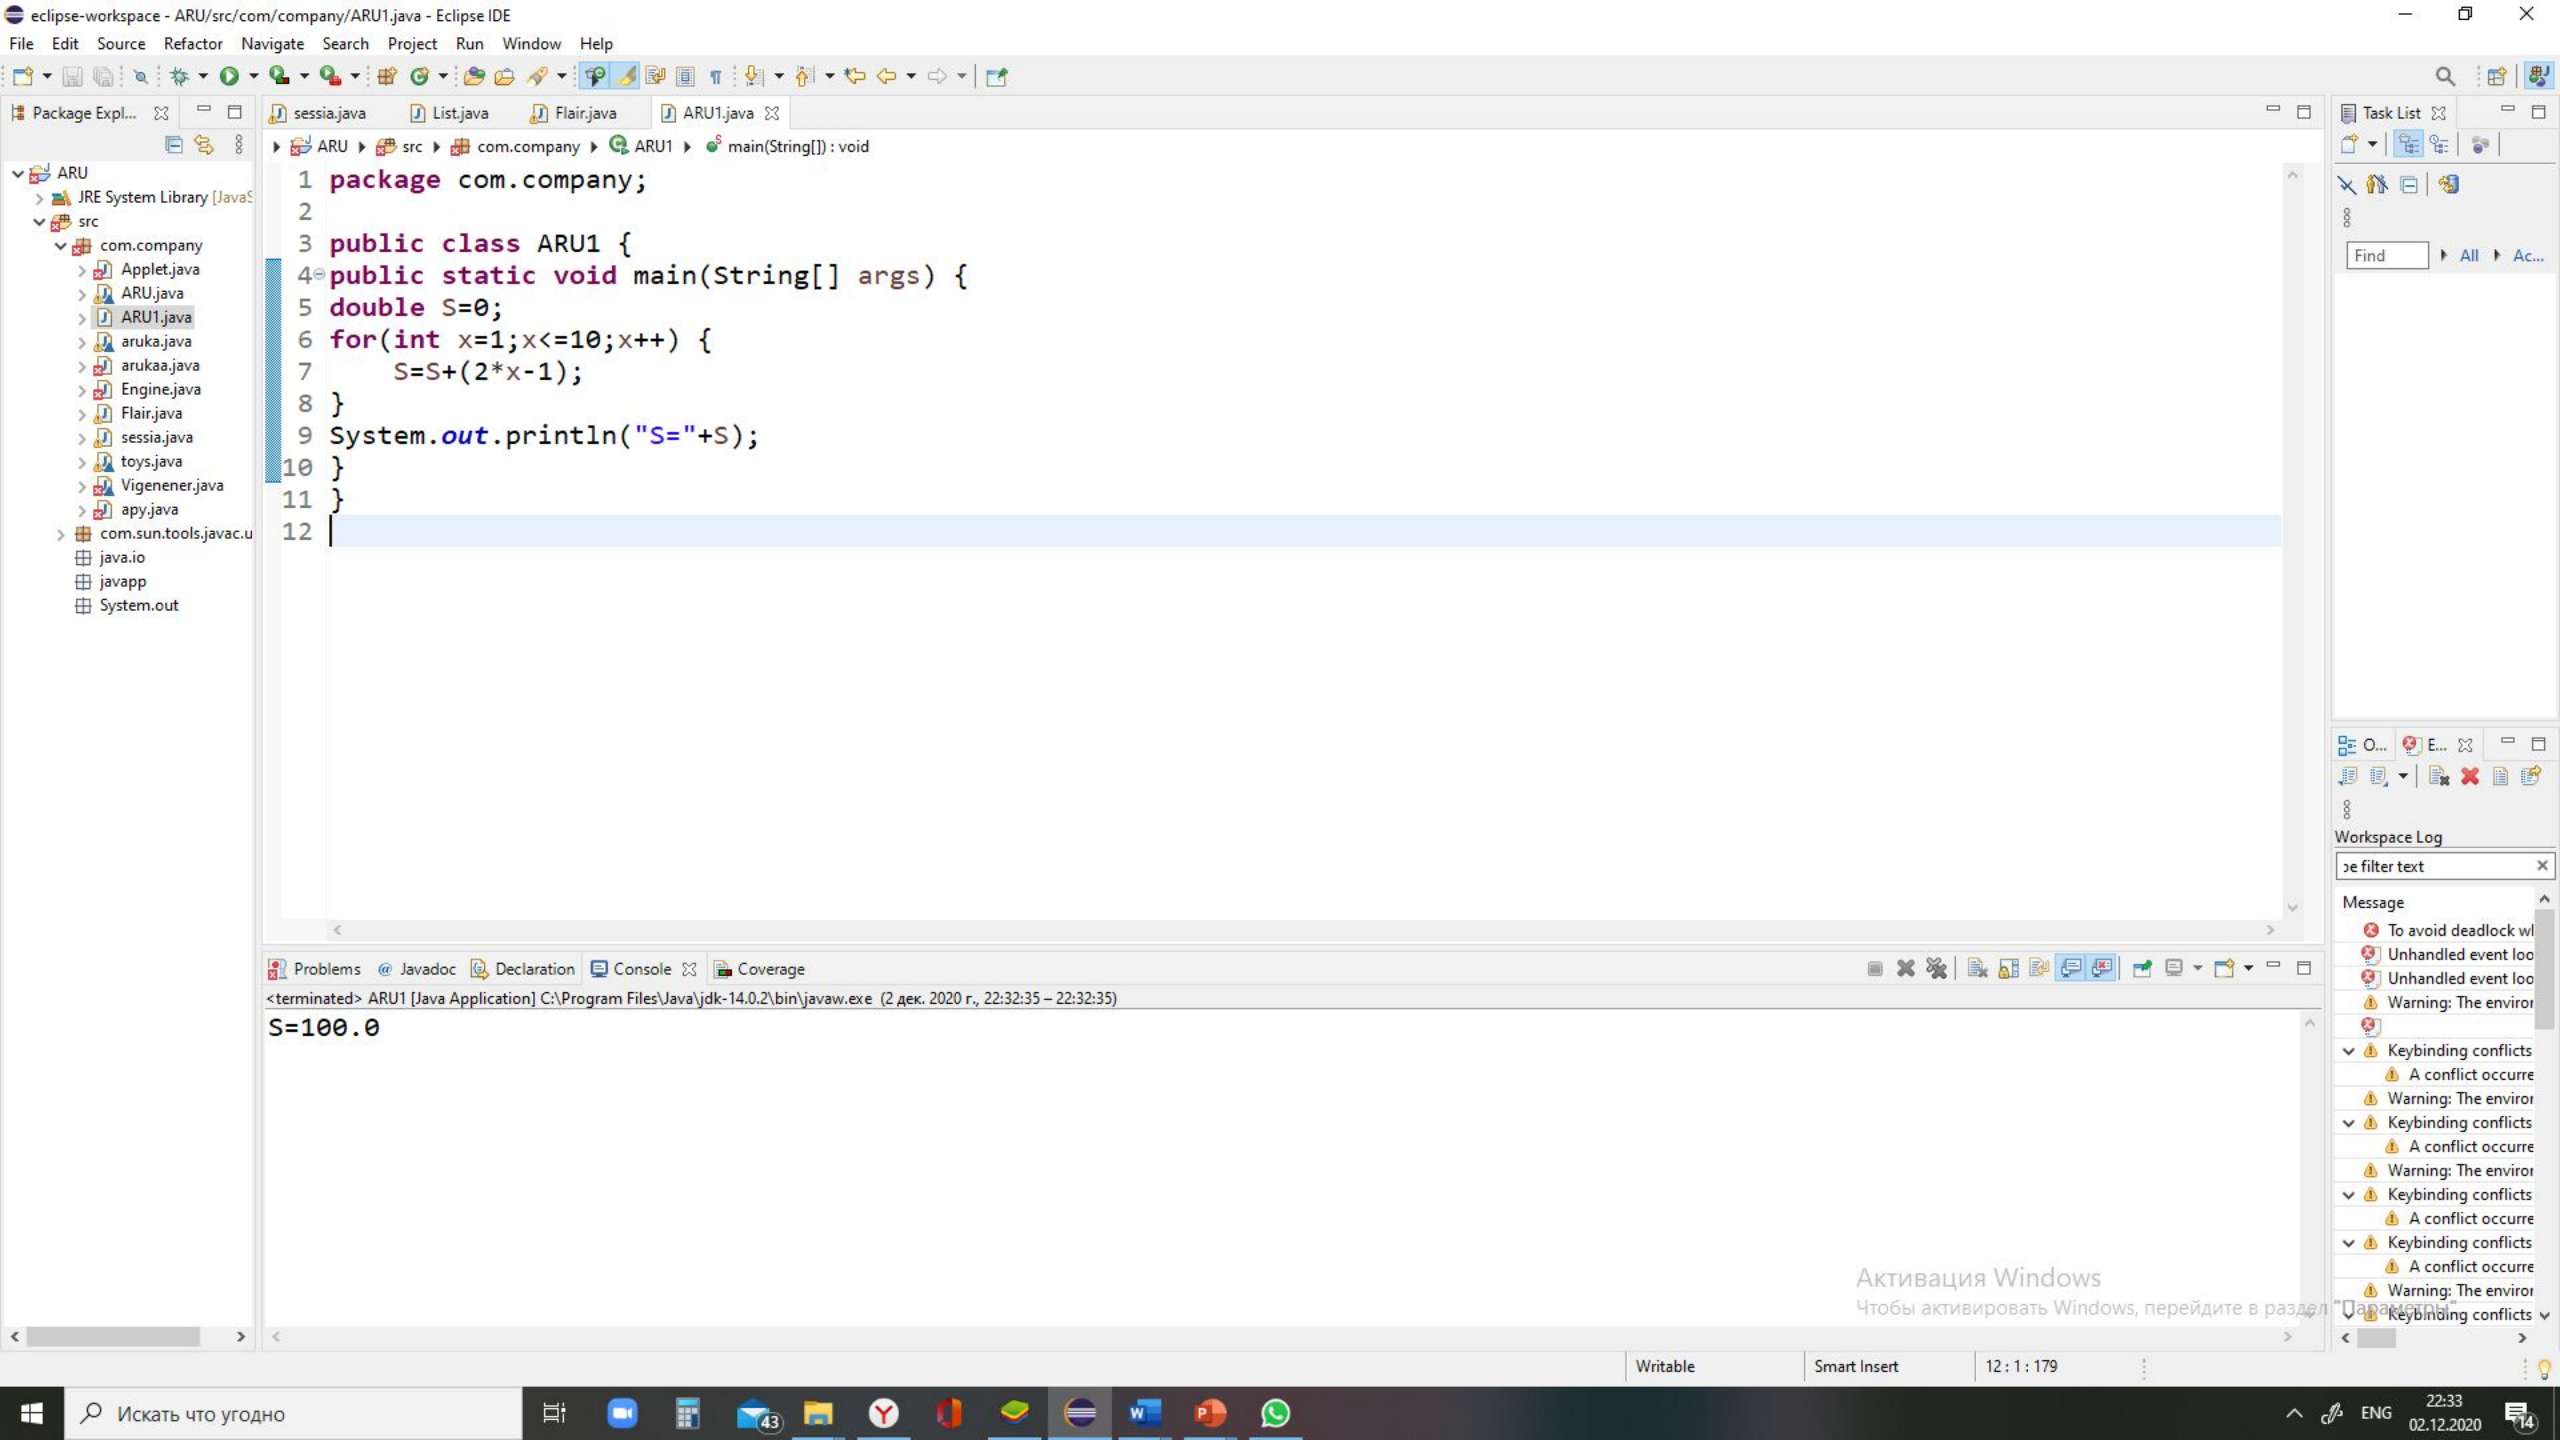 eclipse-workspace - ARU/src/com/company/ARU1.java - Eclipse IDE
File Edit Source Refactor Navigate Search Project Run Window Help
Package Expl...
ARU
JRE System Library [JavaS
src
com.company
Applet.java
ARU.java
ARU1.java
aruka.java
arukaa.java
Engine.java
Flair.java
sessia.java
toys.java
Vigenener.java
apy.java
com.sun.tools.javac.u
java.io
javapp
System.out
sessia.java List.java Flair.java ARU1.java
ARU src com.company ARU1 main(String[]) : void
1 package com.company;
2
3 public class ARU1 {
4 public static void main(String[] args) {
5 double S=0;
6 for(int x=1;x<=10;x++) {
7 S=S+(2*x-1);
8 }
9 System.out.println("S="+S);
10 }
11 }
12
Problems Javadoc Declaration Console Coverage
<terminated> ARU1 [Java Application] C:\Program Files\Java\jdk-14.0.2\bin\javaw.exe (2 дек. 2020 г., 22:32:35 – 22:32:35)
S=100.0
Task List
Find All Ac...
O... E...
Workspace Log
pe filter text
Message
To avoid deadlock wl
Unhandled event loo
Unhandled event loo
Warning: The enviror
Keybinding conflicts
A conflict occurre
Warning: The enviror
Keybinding conflicts
A conflict occurre
Warning: The enviror
Keybinding conflicts
A conflict occurre
Keybinding conflicts
A conflict occurre
Warning: The enviror
Keybinding conflicts
Активация Windows
Чтобы активировать Windows, перейдите в раздел "Параметры".
Writable Smart Insert 12 : 1 : 179
Искать что угодно
43
ENG
22:33
02.12.2020
14